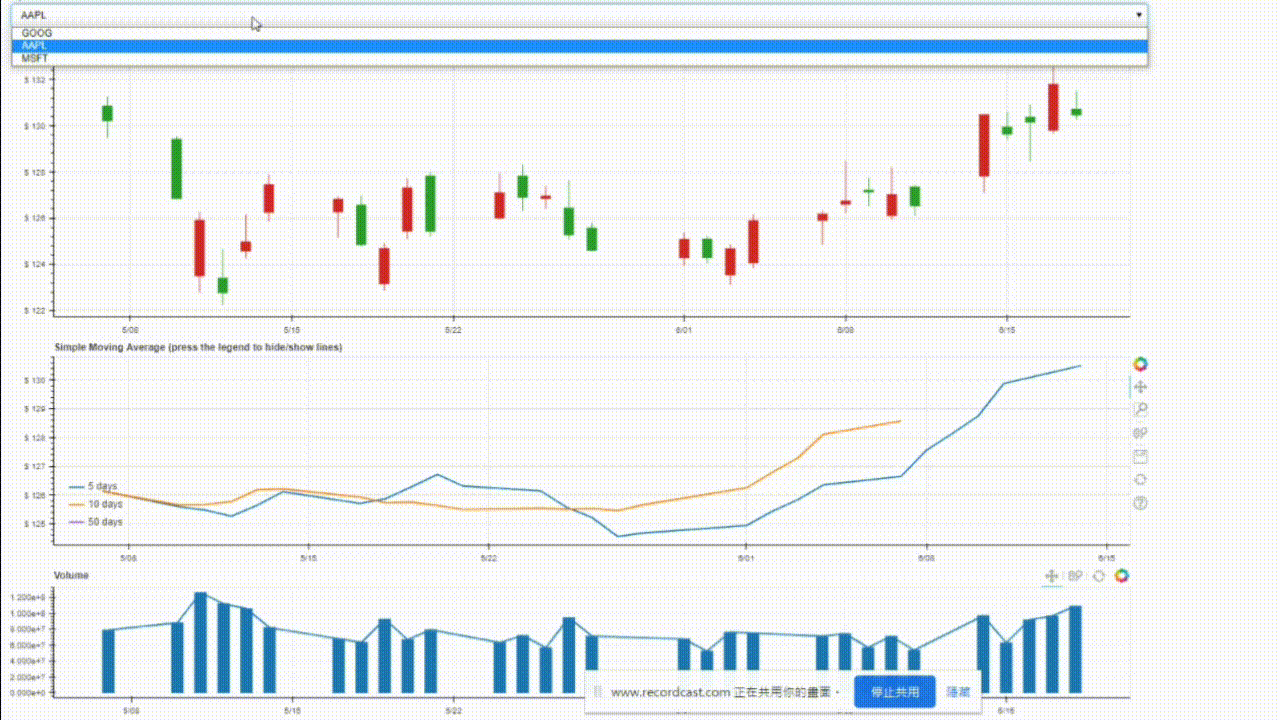 AAPL
GOOG
AAPL
MSFT
$ 132
$ 130
$ 128
$ 126
$ 124
$ 122
5/08 5/15 5/22 6/01 6/08 6/15
Simple Moving Average (press the legend to hide/show lines)
$ 130
$ 129
$ 128
$ 127
$ 126
$ 125
5 days
10 days
50 days
5/08 5/15 5/22 6/01 6/08 6/15
Volume
1.200e+8
1.000e+8
8.000e+7
6.000e+7
4.000e+7
2.000e+7
0.000e+0
www.recordcast.com 正在共用你的畫面。 停止共用 隱藏
5/08 5/15 5/22 6/15